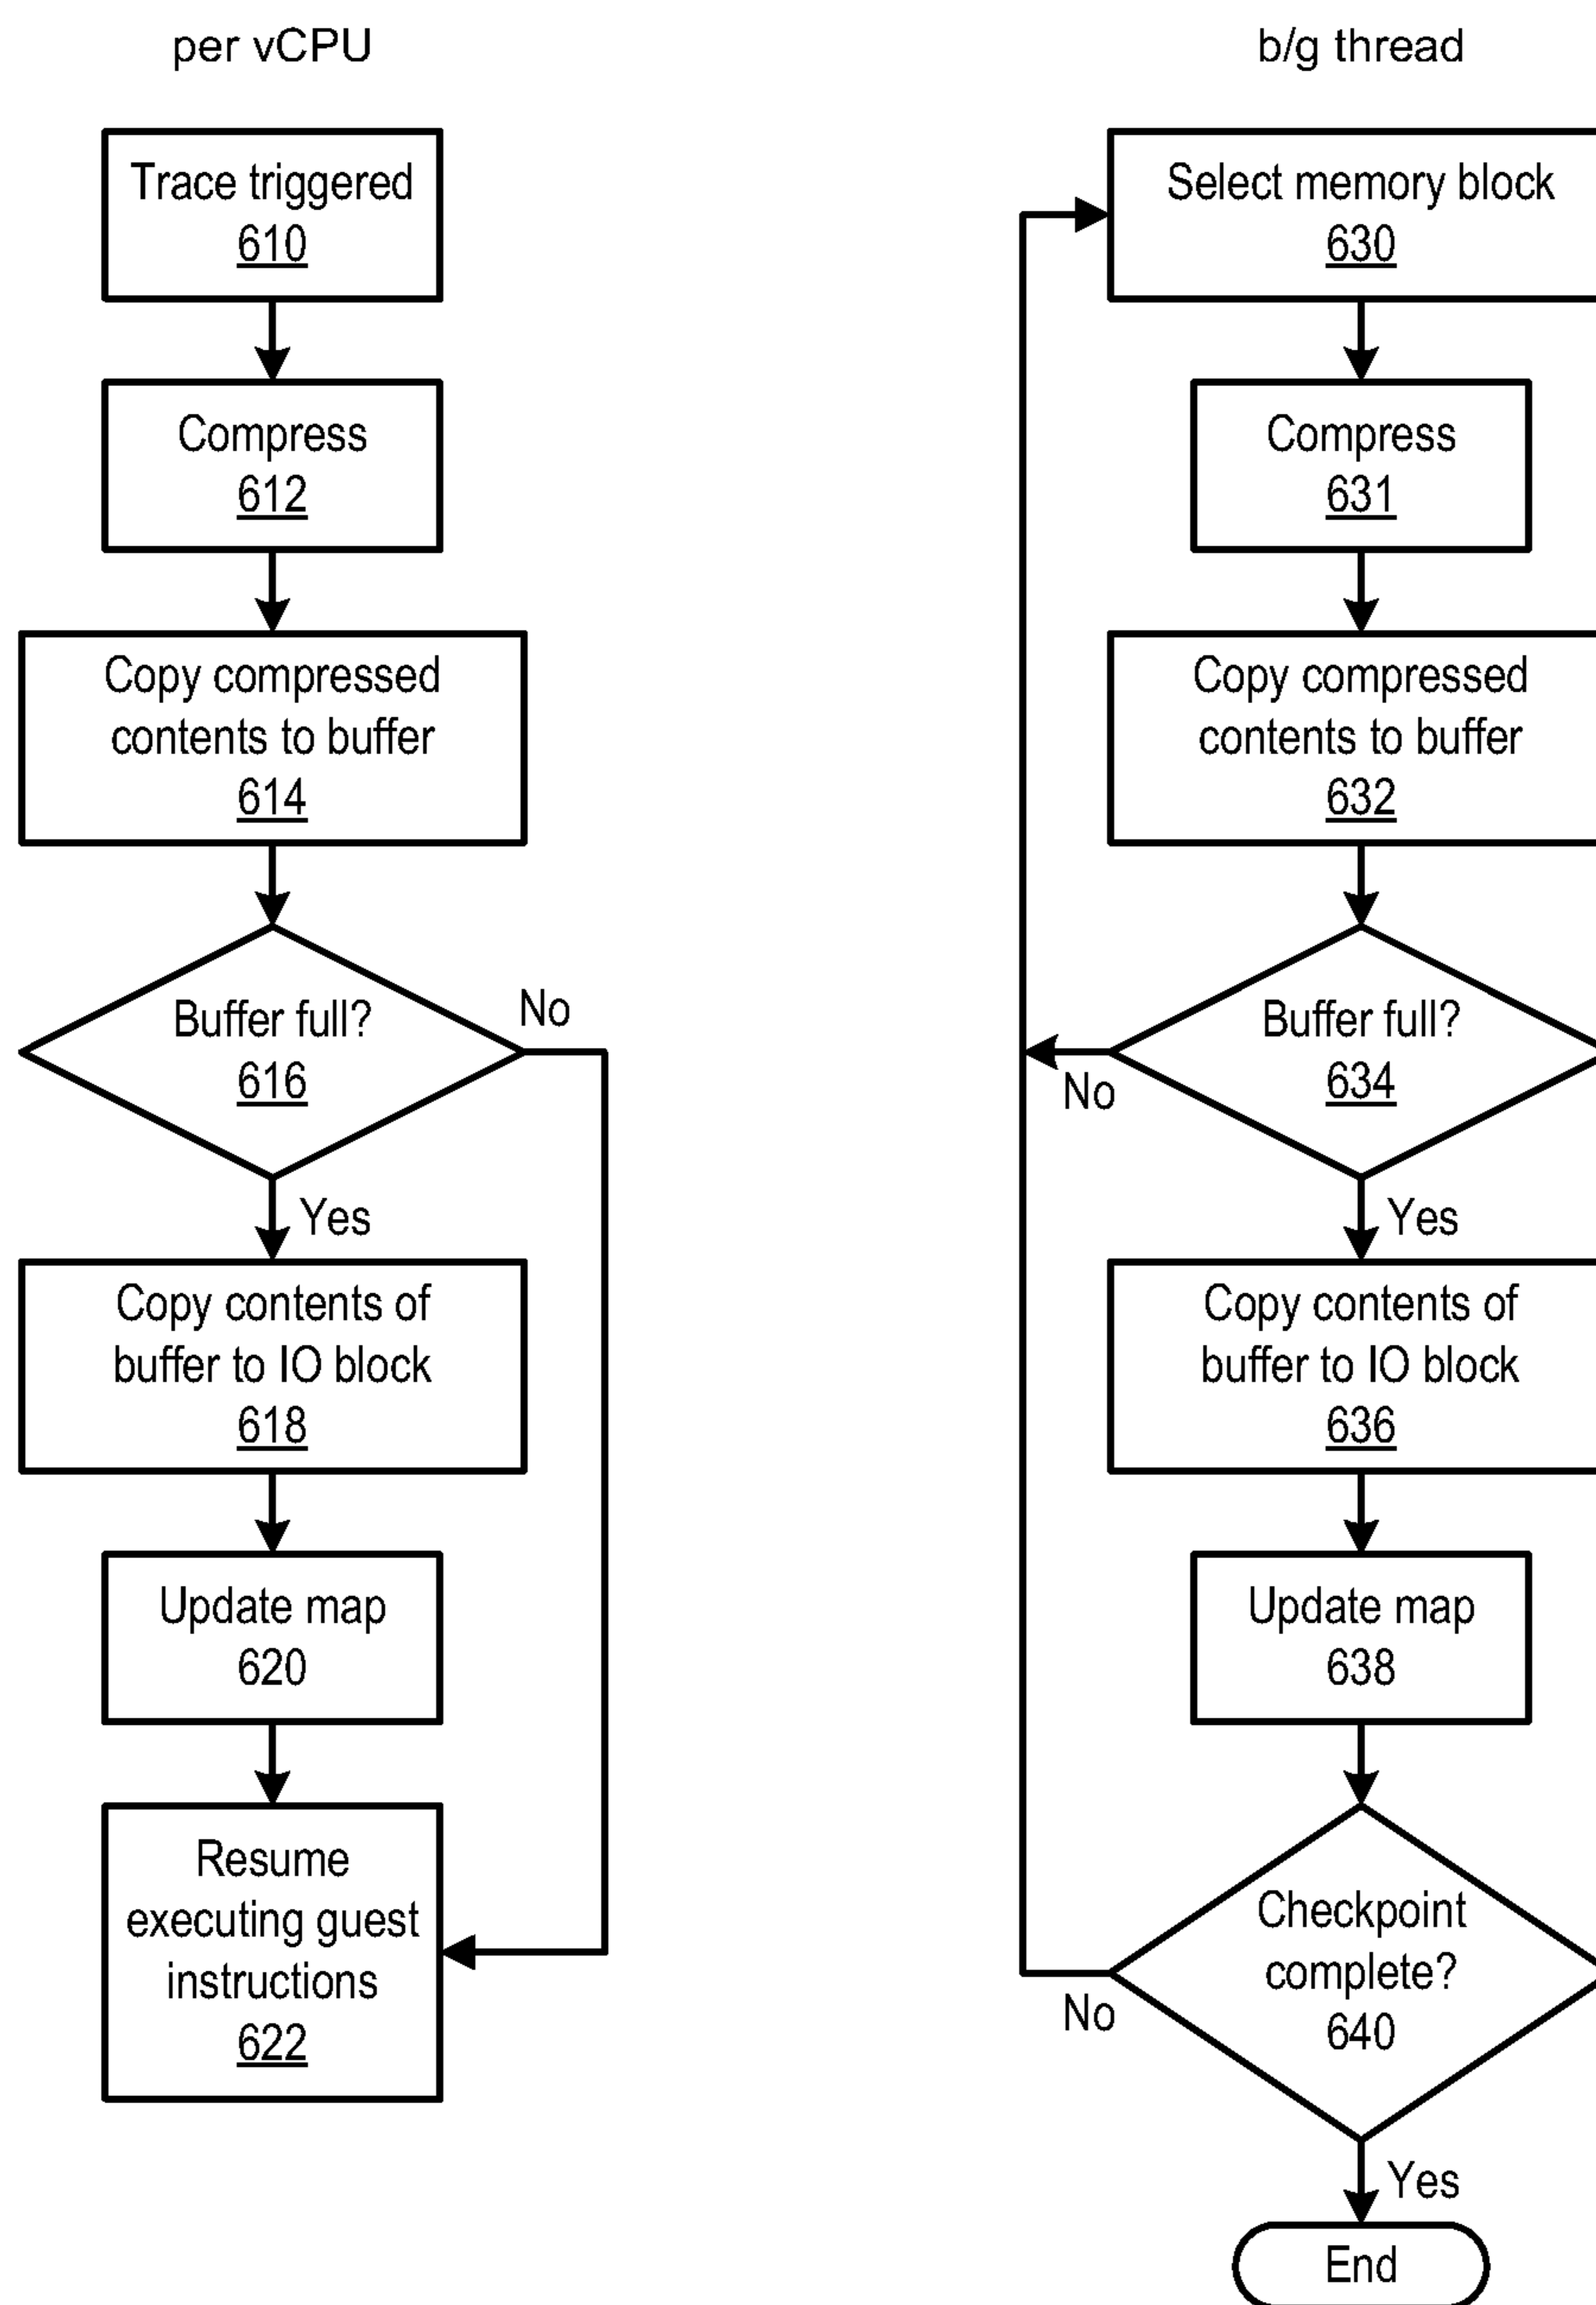 per vCPU
Trace triggered
610
Compress
612
Copy compressed
contents to buffer
614
Buffer full?
616
No
Yes
Copy contents of
buffer to IO block
618
Update map
620
Resume
executing guest
instructions
622
b/g thread
Select memory block
630
Compress
631
Copy compressed
contents to buffer
632
Buffer full?
634
No
Yes
Copy contents of
buffer to IO block
636
Update map
638
Checkpoint
complete?
640
No
Yes
End